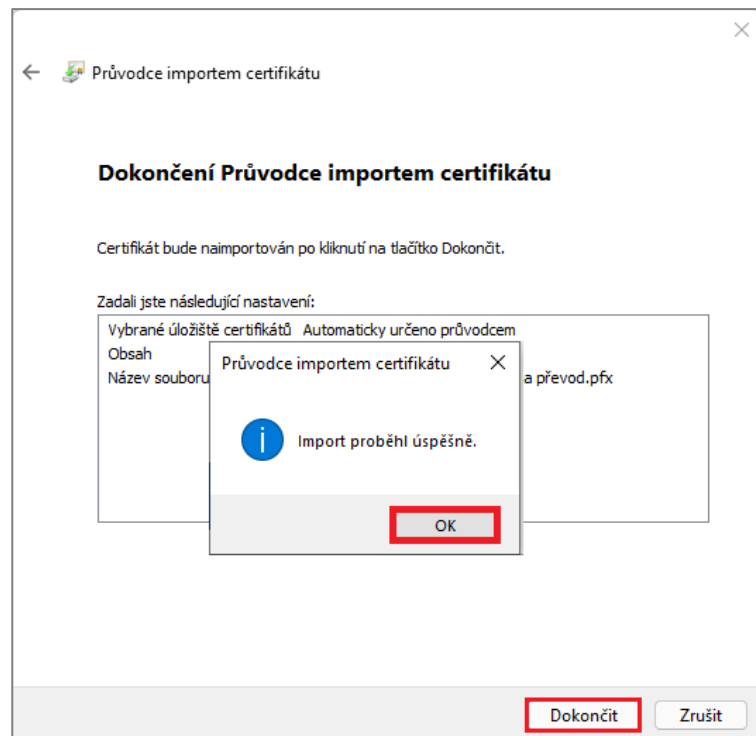 Průvodce importem certifikátu
Dokončení Průvodce importem certifikátu
Certifikát bude naimportován po kliknutí na tlačítko Dokončit.
Zadali jste následující nastavení:
Vybrané úložiště certifikátů Automaticky určeno průvodcem
Obsah
Název souboru a převod.pfx
Průvodce importem certifikátu
Import proběhl úspěšně.
OK
Dokončit Zrušit